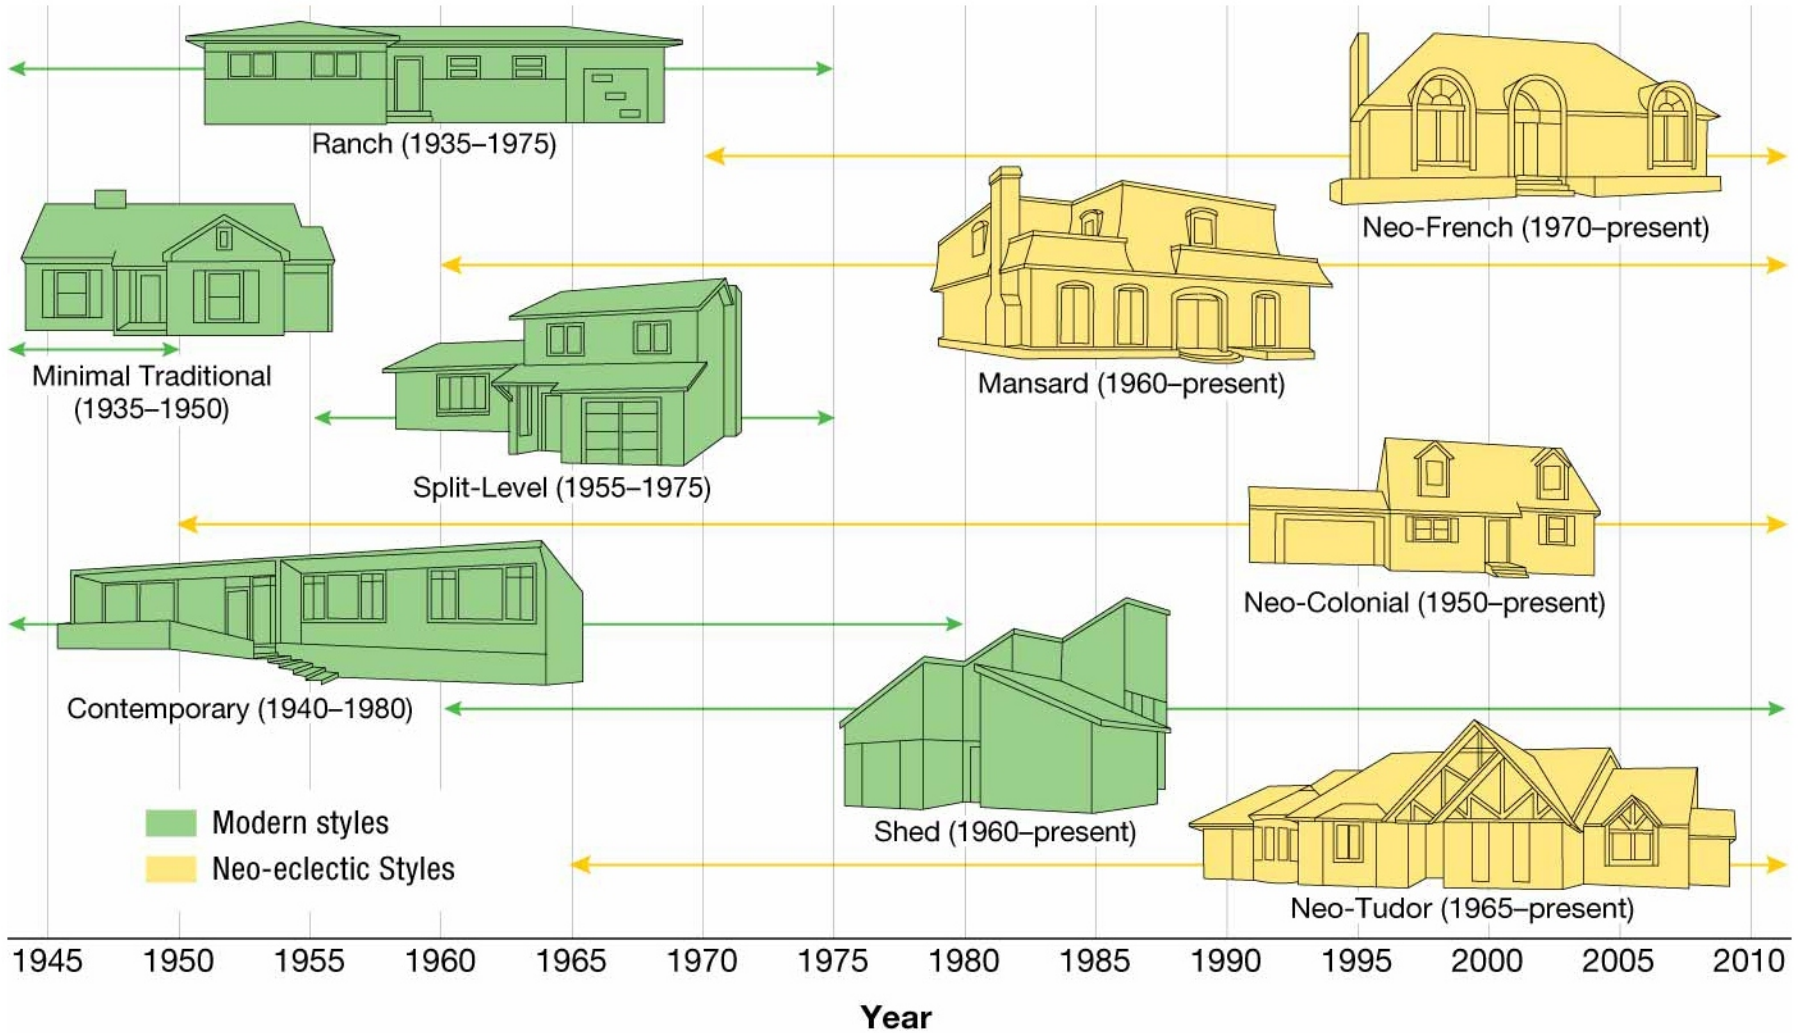 Ranch (1935–1975)
Neo-French (1970–present)
Minimal Traditional
(1935–1950)
Mansard (1960–present)
Split-Level (1955–1975)
Neo-Colonial (1950–present)
Contemporary (1940–1980)
Shed (1960–present)
Modern styles
Neo-eclectic Styles
Neo-Tudor (1965–present)
1945 1950 1955 1960 1965 1970 1975 1980 1985 1990 1995 2000 2005 2010
Year